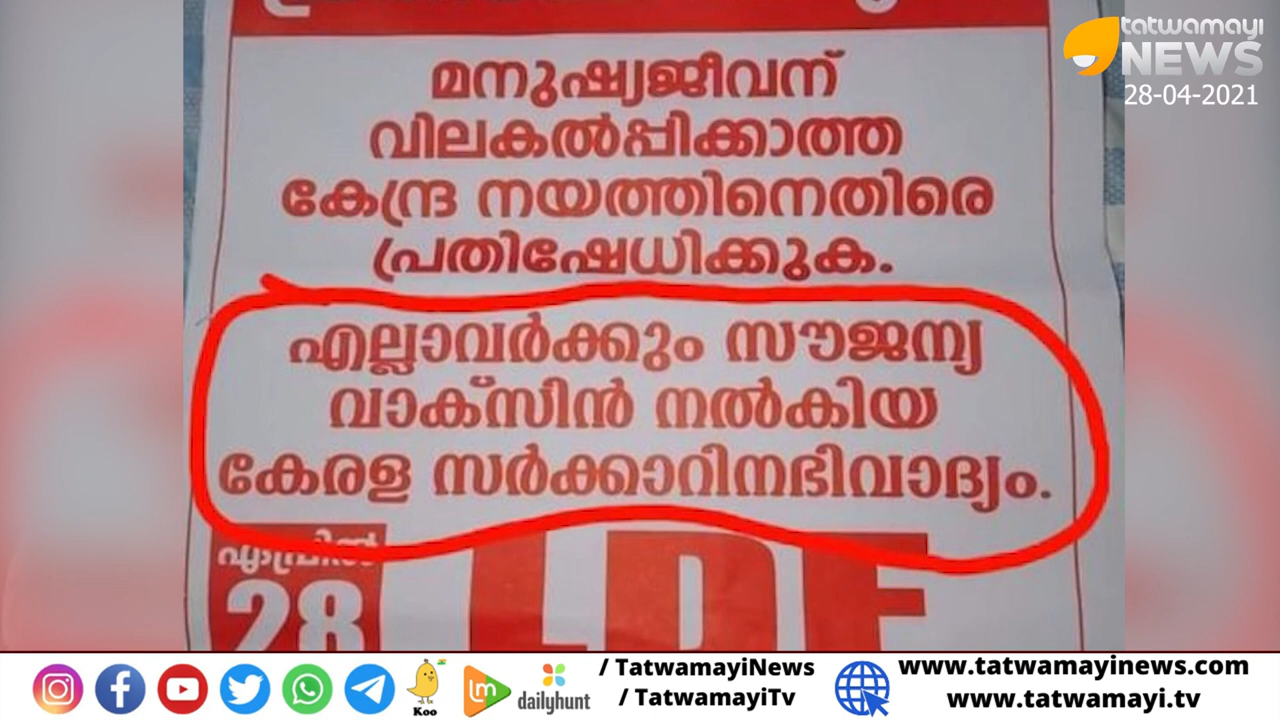 tatwamayi
NEWS
28-04-2021
മനുഷ്യജീവന്
വിലകൽപ്പിക്കാത്ത
കേന്ദ്ര നയത്തിനെതിരെ
പ്രതിഷേധിക്കുക.
എല്ലാവർക്കും സൗജന്യ
വാക്സിൻ നൽകിയ
കേരള സർക്കാറിനഭിവാദ്യം.
ഏപ്രിൽ
28
LDF
Koo
dailyhunt
/ TatwamayiNews
/ TatwamayiTv
www.tatwamayinews.com
www.tatwamayi.tv